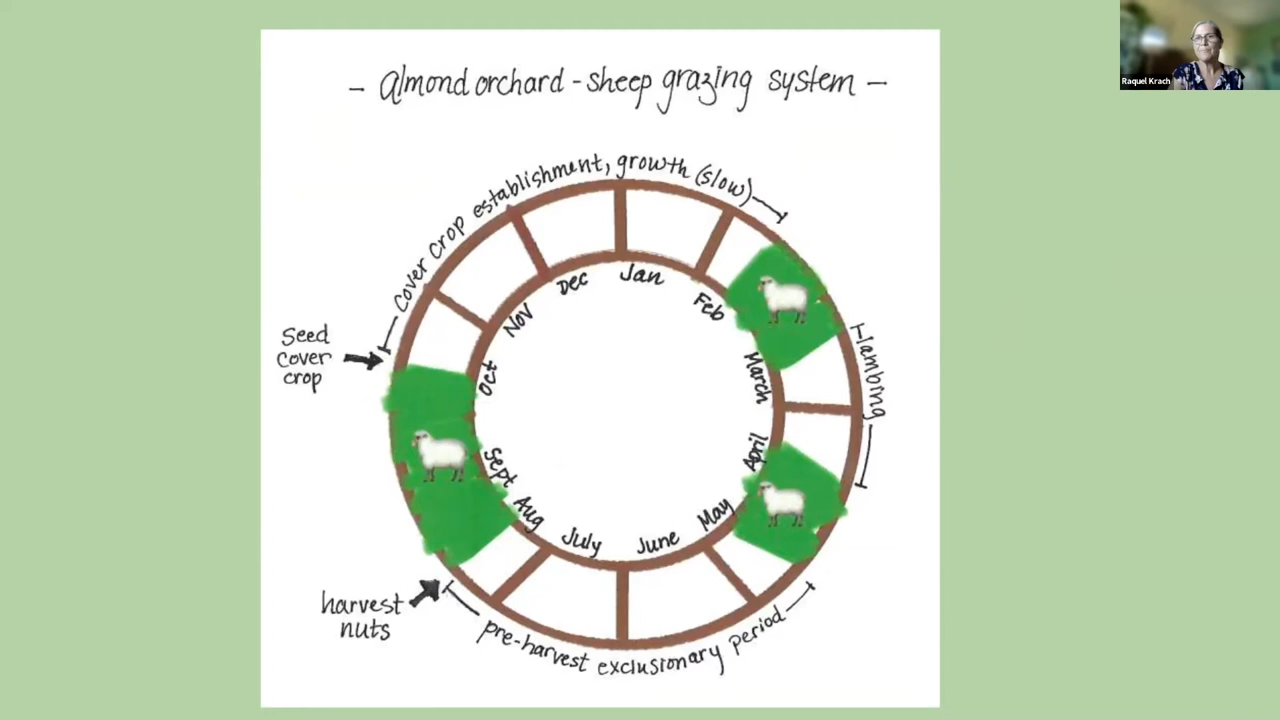 - almond orchard - sheep grazing system -
Raquel Krach
cover crop establishment, growth (slow)
Seed
cover
crop
lambing
Jan
Feb
March
April
May
June
July
Aug
Sept
Oct
Nov
Dec
harvest
nuts
pre-harvest exclusionary period